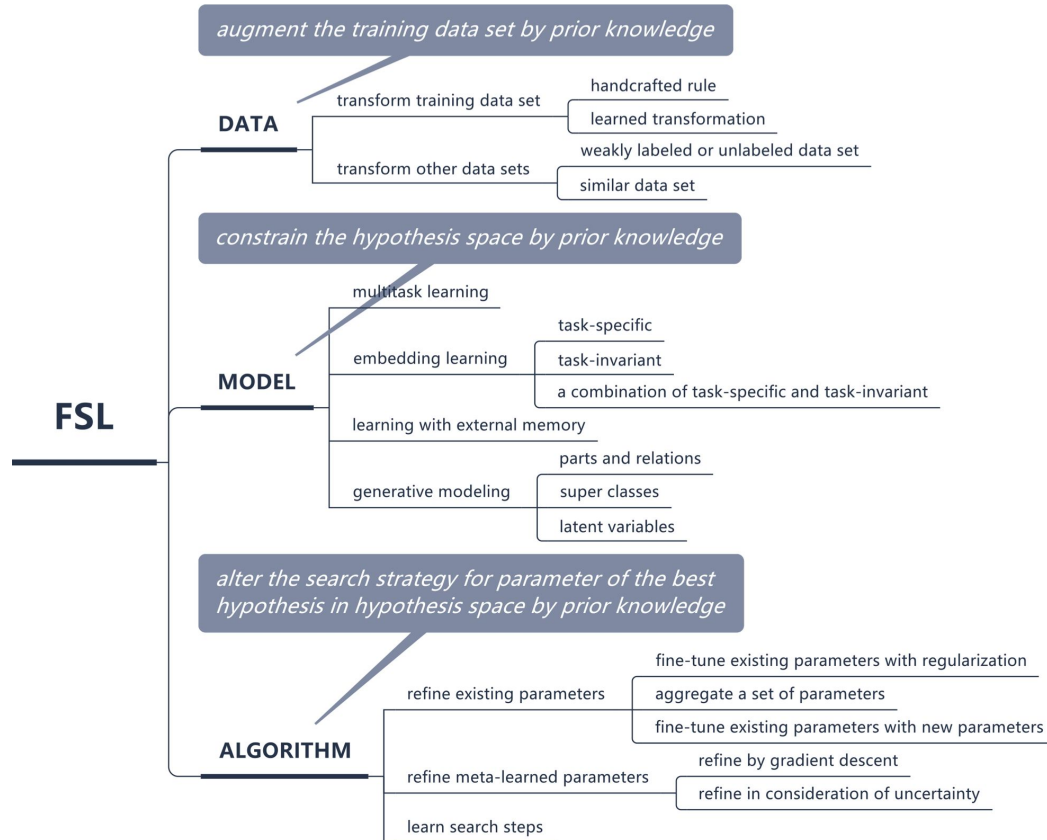 augment the training data set by prior knowledge
handcrafted rule
transform training data set
learned transformation
DATA
weakly labeled or unlabeled data set
transform other data sets
similar data set
constrain the hypothesis space by prior knowledge
multitask learning
task-specific
embedding learning
task-invariant
MODEL
a combination of task-specific and task-invariant
FSL
learning with external memory
parts and relations
generative modeling
super classes
latent variables
alter the search strategy for parameter of the best
hypothesis in hypothesis space by prior knowledge
fine-tune existing parameters with regularization
refine existing parameters
aggregate a set of parameters
fine-tune existing parameters with new parameters
ALGORITHM
refine by gradient descent
refine meta-learned parameters
refine in consideration of uncertainty
learn search steps